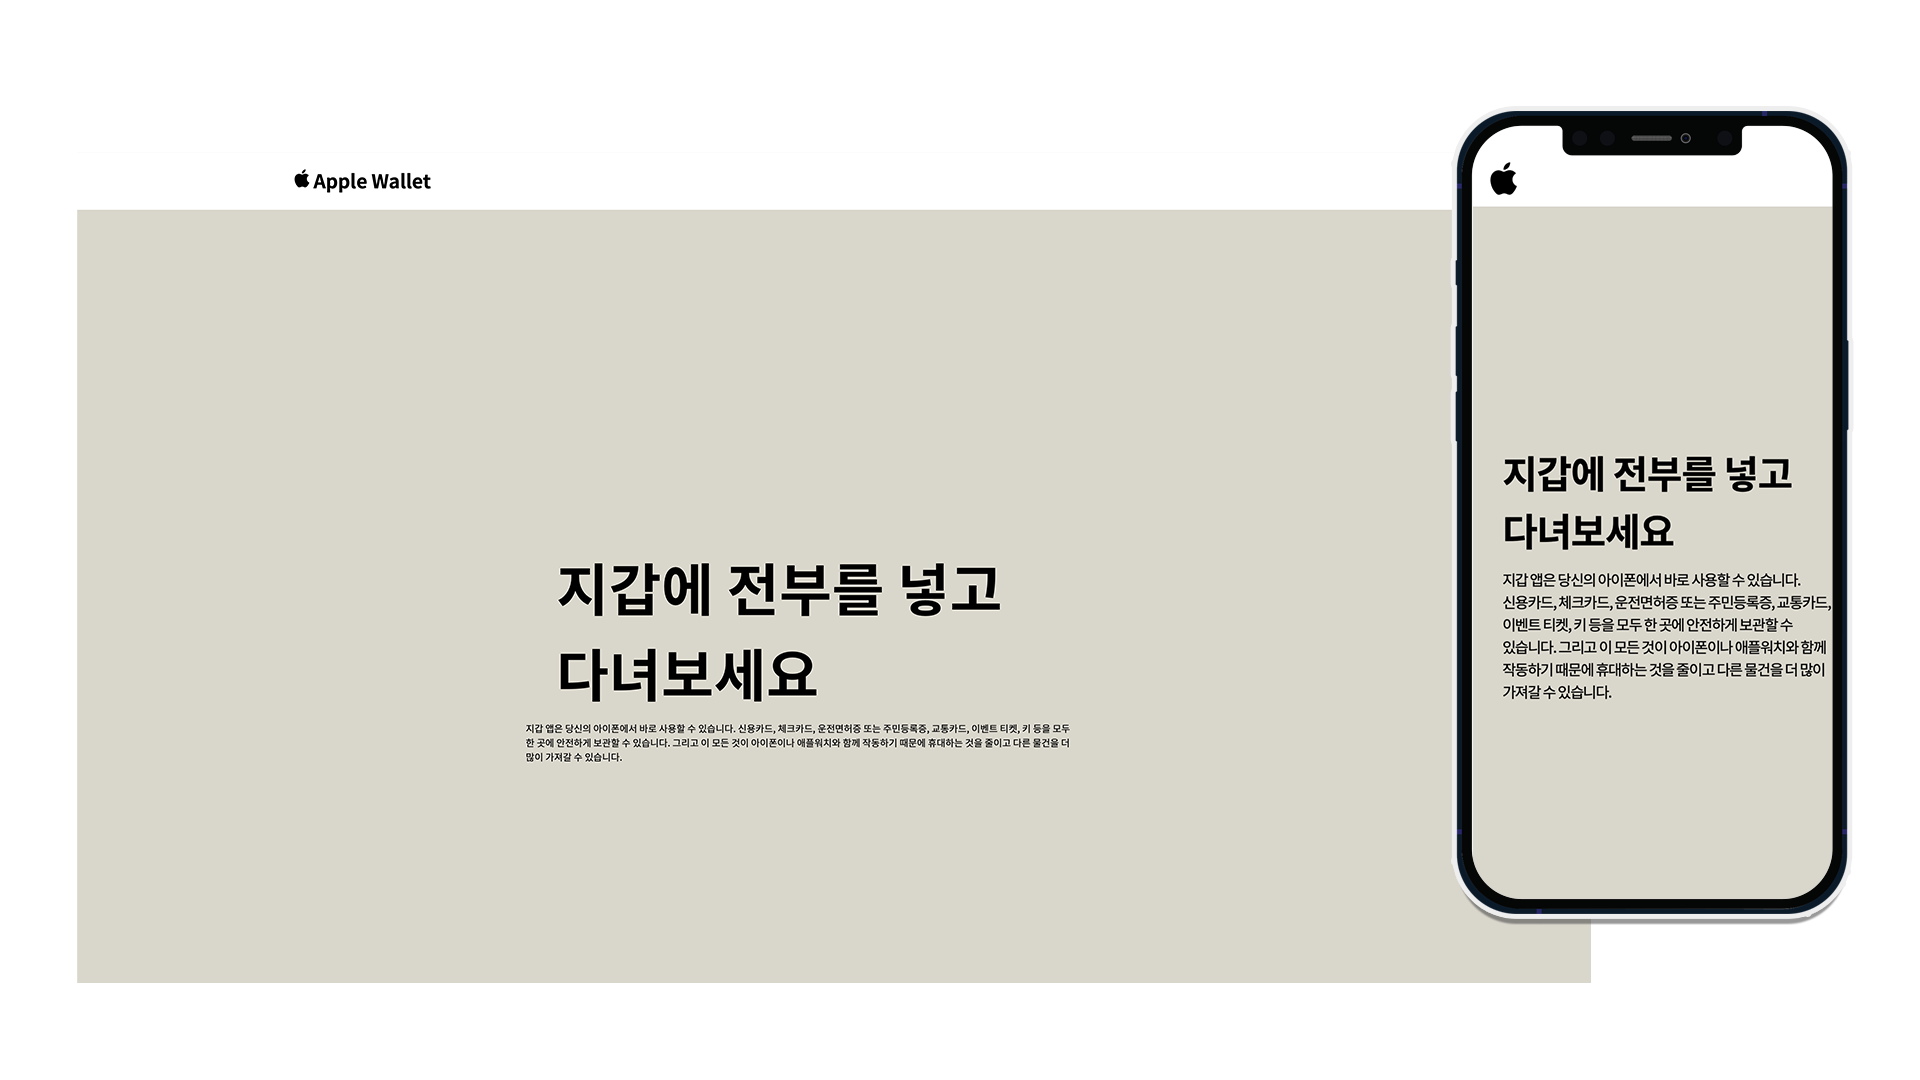 Apple Wallet
지갑에 전부를 넣고
다녀보세요
지갑 앱은 당신의 아이폰에서 바로 사용할 수 있습니다. 신용카드, 체크카드, 운전면허증 또는 주민등록증, 교통카드, 이벤트 티켓, 키 등을 모두
한 곳에 안전하게 보관할 수 있습니다. 그리고 이 모든 것이 아이폰이나 애플워치와 함께 작동하기 때문에 휴대하는 것을 줄이고 다른 물건을 더
많이 가져갈 수 있습니다.
지갑에 전부를 넣고
다녀보세요
지갑 앱은 당신의 아이폰에서 바로 사용할 수 있습니다.
신용카드, 체크카드, 운전면허증 또는 주민등록증, 교통카드,
이벤트 티켓, 키 등을 모두 한 곳에 안전하게 보관할 수
있습니다. 그리고 이 모든 것이 아이폰이나 애플워치와 함께
작동하기 때문에 휴대하는 것을 줄이고 다른 물건을 더 많이
가져갈 수 있습니다.